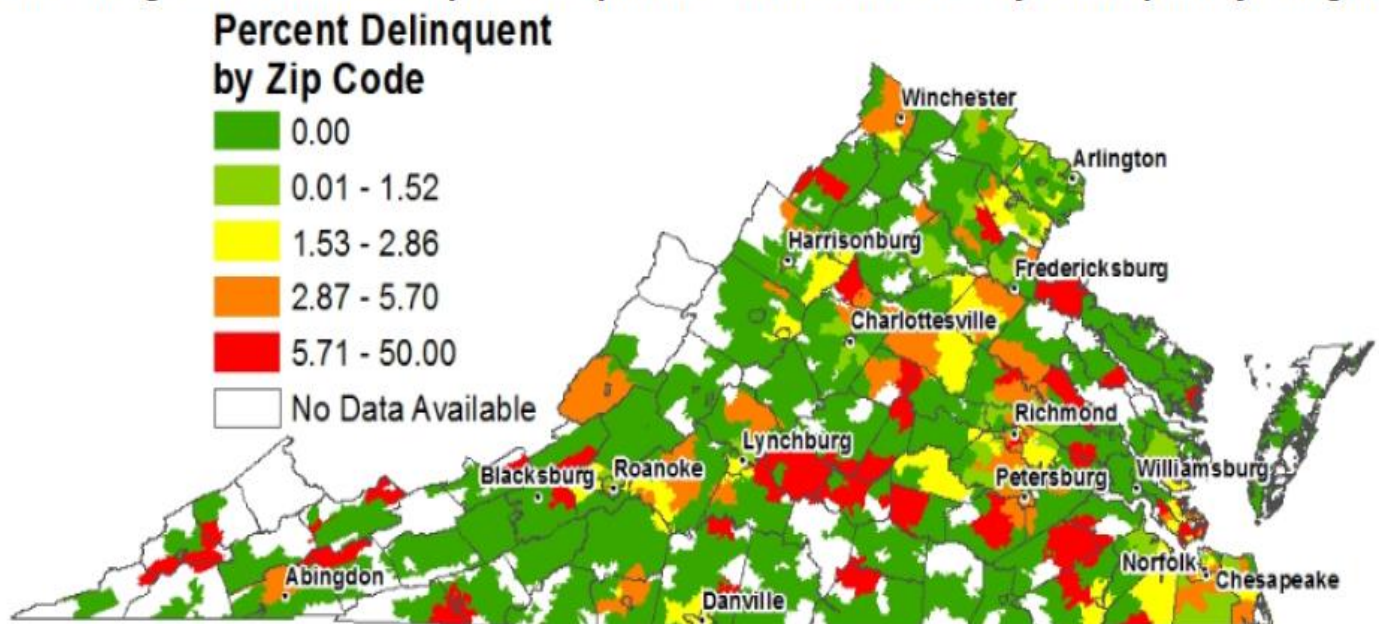 Percent Delinquent
by Zip Code
0.00
0.01 - 1.52
1.53 - 2.86
2.87 - 5.70
5.71 - 50.00
No Data Available
Winchester
Arlington
Harrisonburg
Fredericksburg
Charlottesville
Richmond
Lynchburg
Blacksburg
Roanoke
Petersburg
Williamsburg
Norfolk
Chesapeake
Abingdon
Danville